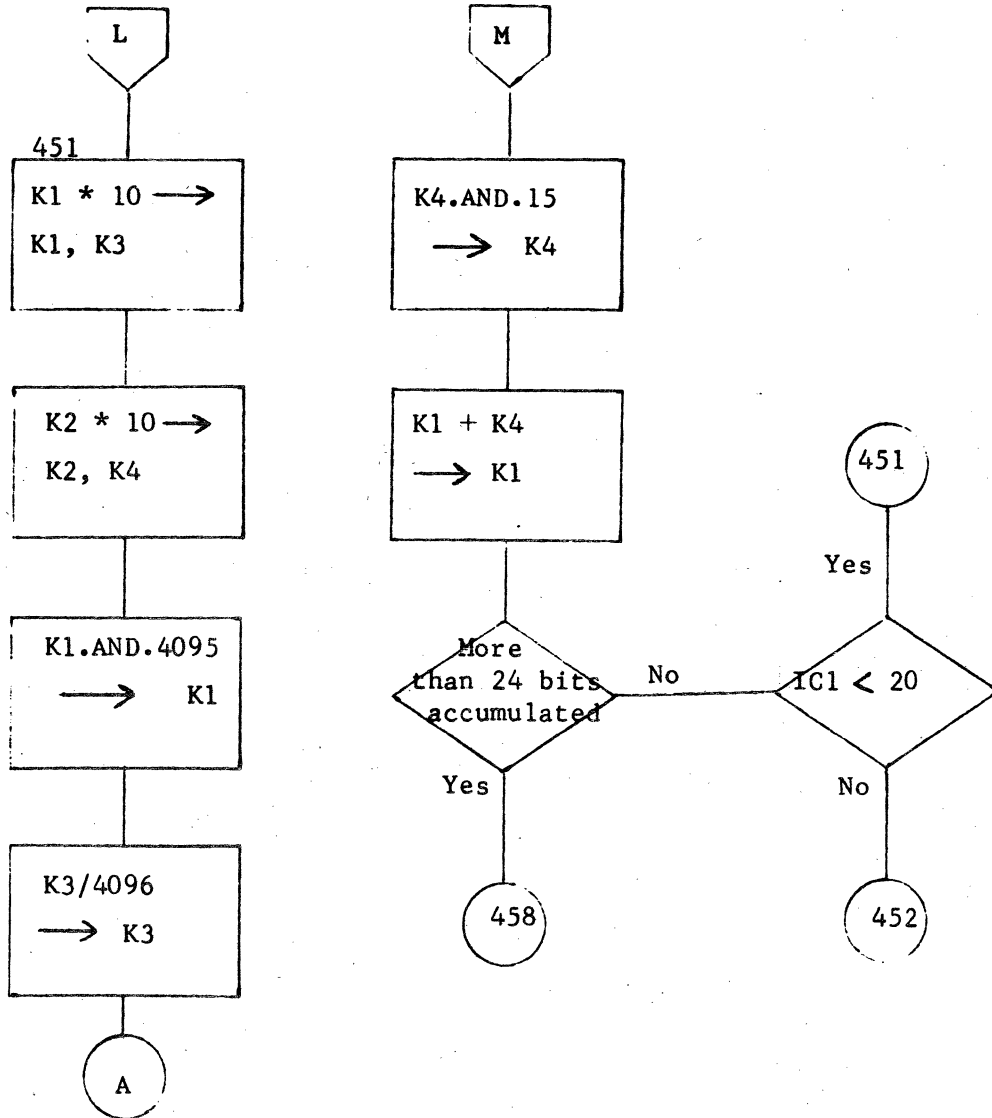 L
451
K1 * 10 →
K1, K3
K2 * 10 →
K2, K4
K1.AND.4095
→ K1
K3/4096
→ K3
A
M
K4.AND.15
→ K4
K1 + K4
→ K1
More
than 24 bits
accumulated
No
Yes
458
451
Yes
IC1 < 20
No
452